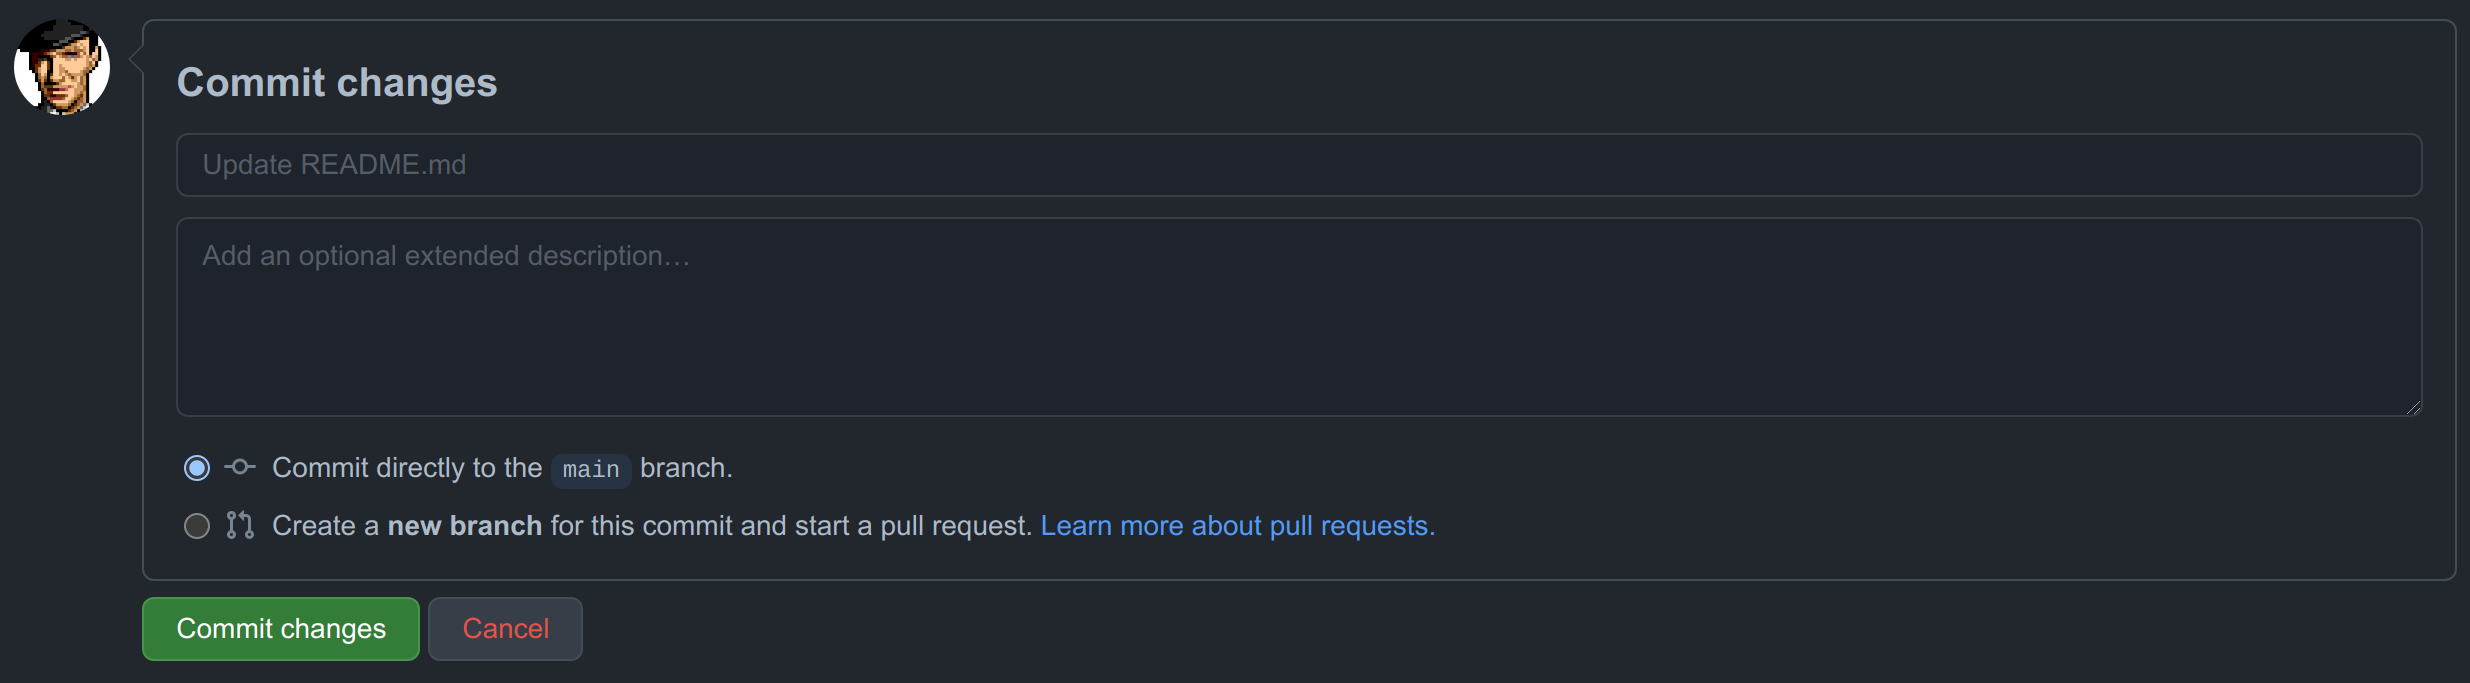 Commit changes
Update README.md
Add an optional extended description…
Commit directly to the main branch.
Create a new branch for this commit and start a pull request. Learn more about pull requests.
Commit changes
Cancel